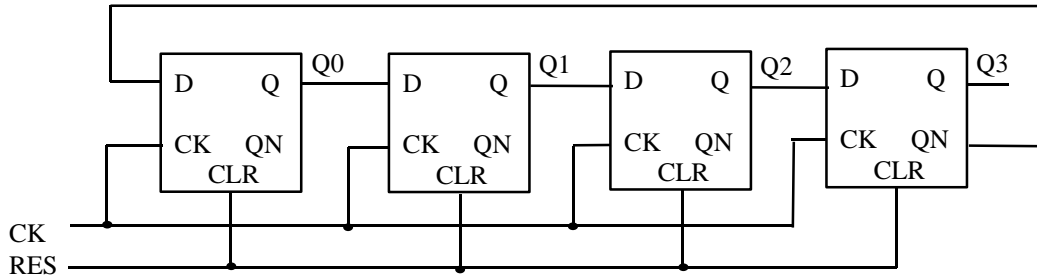 Q0 Q1 Q2 Q3
D Q D Q D Q D Q
CK QN CK QN CK QN CK QN
CLR CLR CLR CLR
CK
RES